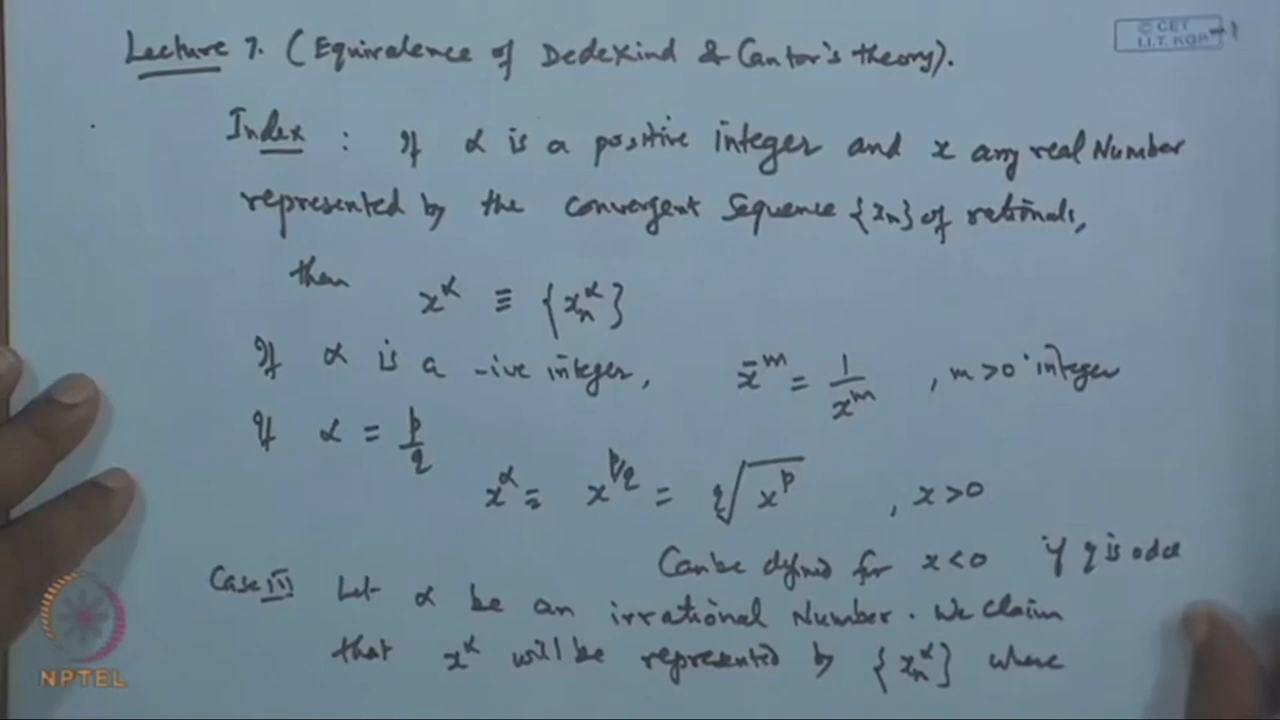 © CET
I.I.T. KGP
Lecture 7. (Equivalence of Dedekind & Cantor's theory).
Index : If α is a positive integer and x any real Number
represented by the convergent Sequence {xₙ} of rationals,
then x^α ≡ {xₙ^α}
If α is a -ive integer, x^-m = 1/x^m , m>0 integer
If α = p/q
x^α = x^p/q = q√x^p , x>0
Can be defined for x<0 if q is odd
Case III Let α be an irrational Number. We claim
that x^α will be represented by {xₙ^α} where
NPTEL